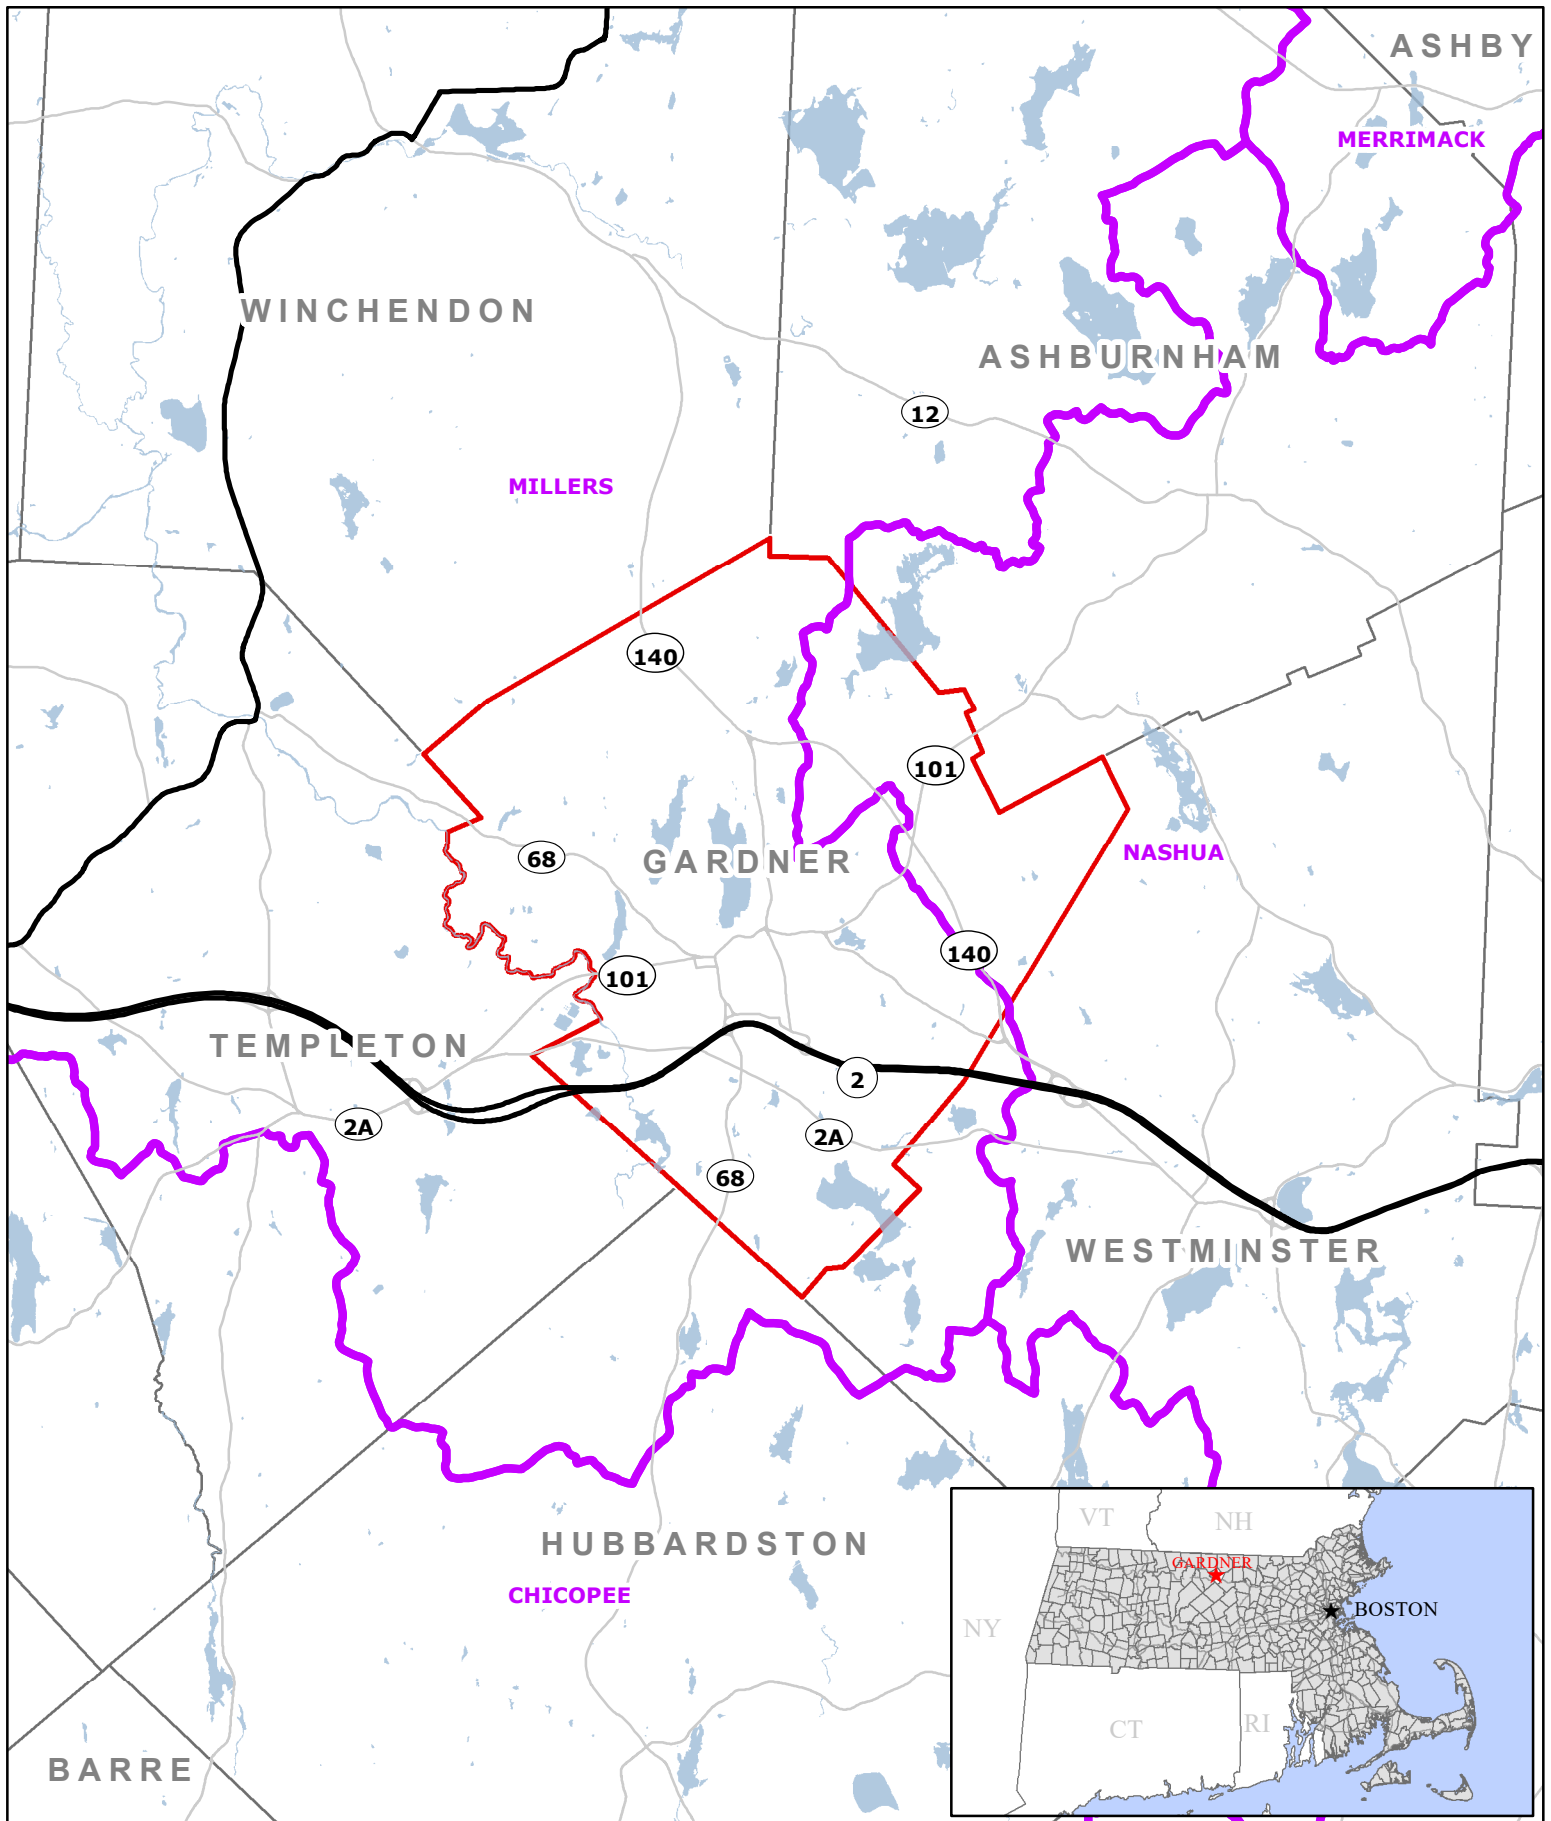 ASHBY
MERRIMACK
WINCHENDON
ASHBURNHAM
12
MILLERS
140
101
68
GARDNER
NASHUA
140
101
TEMPLETON
2
2A
2A
68
WESTMINSTER
HUBBARDSTON
CHICOPEE
BARRE
VT
NH
GARDNER
BOSTON
NY
CT
RI